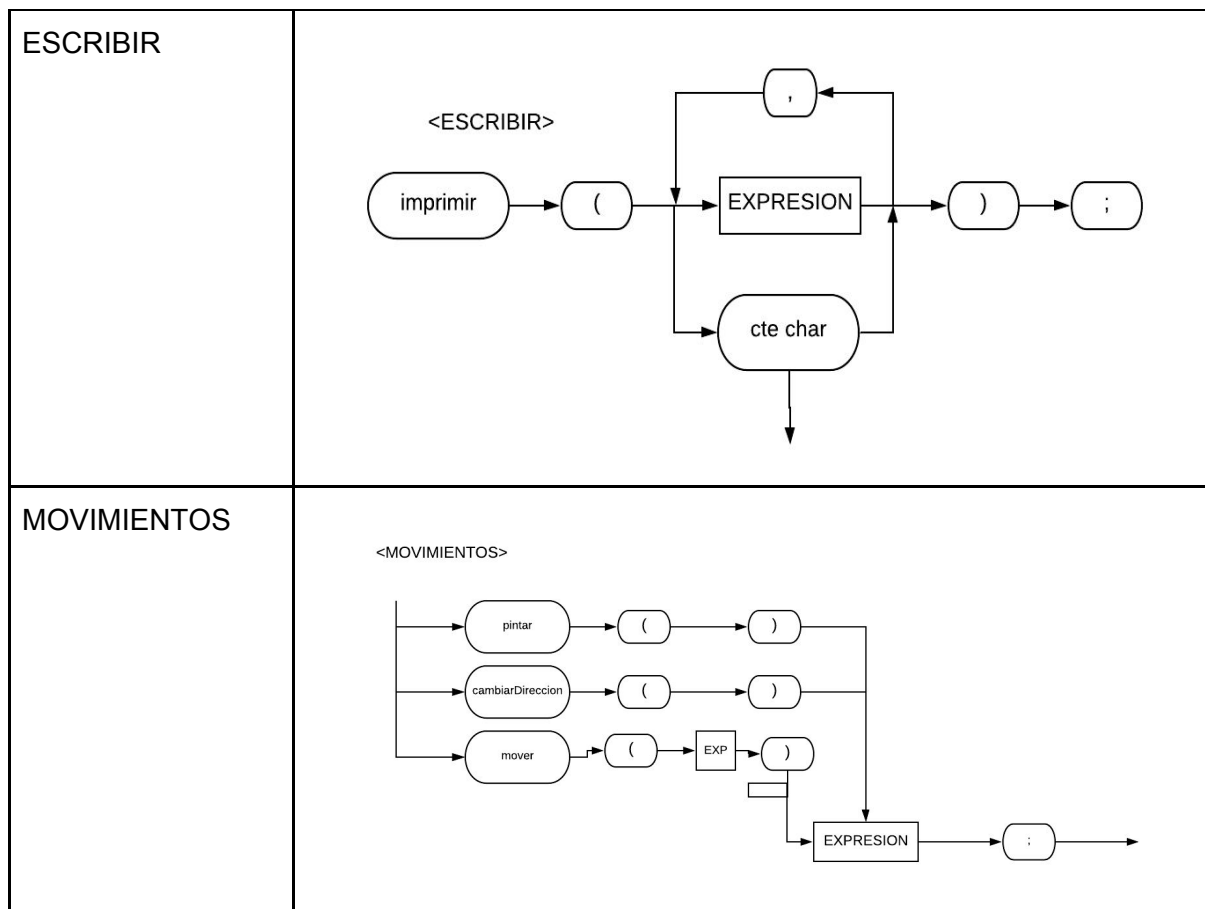 ESCRIBIR
<ESCRIBIR>
,
imprimir ( EXPRESION ) ;
cte char
MOVIMIENTOS
<MOVIMIENTOS>
pintar ( )
cambiarDireccion ( )
mover ( EXP )
EXPRESION ;